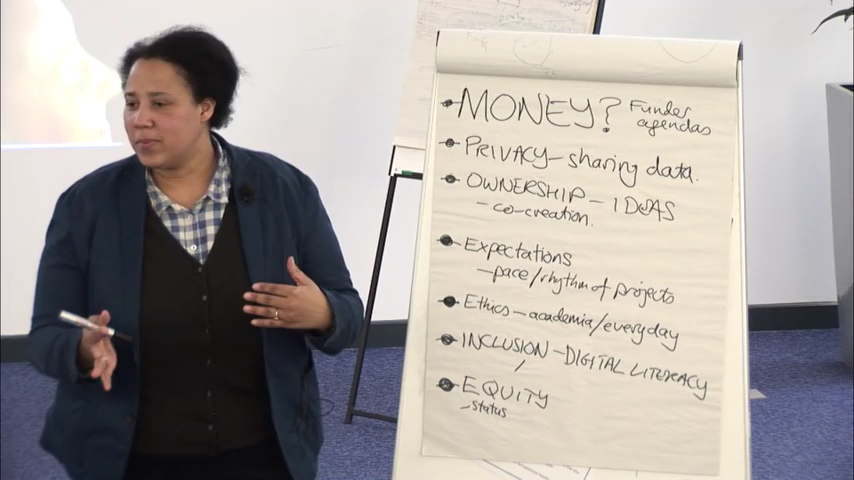 MONEY? Funder
agendas
PRIVACY - sharing data.
OWNERSHIP - IDEAS
- co-creation.
Expectations
- pace/rhythm of projects
Ethics - academia/everyday
INCLUSION - DIGITAL LITERACY
EQUITY
- status